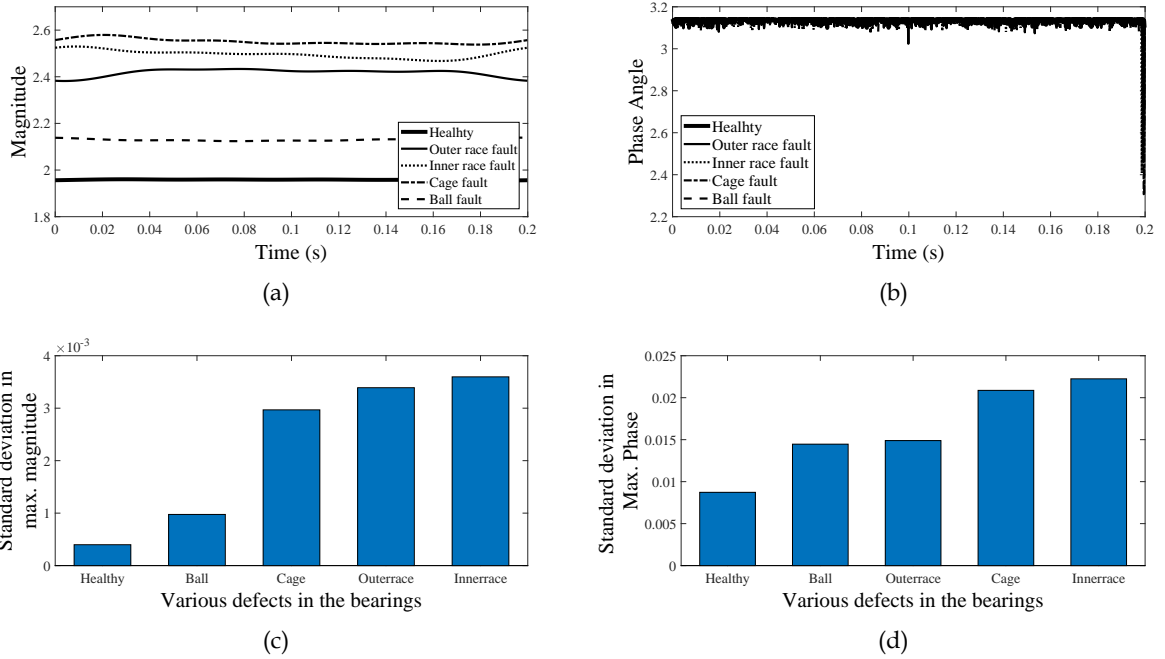 2.6
2.4
2.2
2
1.8
Magnitude
Healhty
Outer race fault
Inner race fault
Cage fault
Ball fault
0 0.02 0.04 0.06 0.08 0.1 0.12 0.14 0.16 0.18 0.2
Time (s)
(a)
3.2
3
2.8
2.6
2.4
2.2
Phase Angle
Healhty
Outer race fault
Inner race fault
Cage fault
Ball fault
0 0.02 0.04 0.06 0.08 0.1 0.12 0.14 0.16 0.18 0.2
Time (s)
(b)
×10⁻³
4
3
2
1
0
Standard deviation in
max. magnitude
Healthy Ball Cage Outerrace Innerrace
Various defects in the bearings
(c)
0.025
0.02
0.015
0.01
0.005
0
Standard deviation in
Max. Phase
Healthy Ball Outerrace Cage Innerrace
Various defects in the bearings
(d)